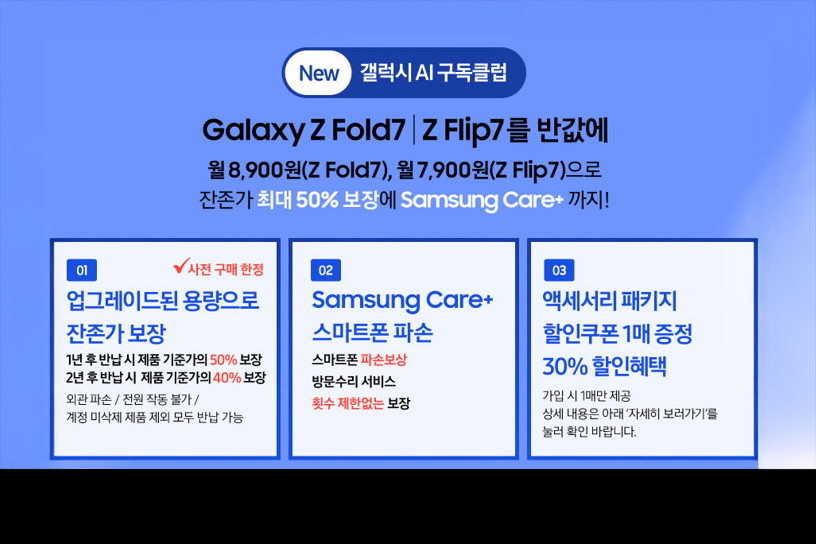 New 갤럭시 AI 구독클럽
Galaxy Z Fold7 | Z Flip7를 반값에
월 8,900원(Z Fold7), 월 7,900원(Z Flip7)으로
잔존가 최대 50% 보장에 Samsung Care+ 까지!
01 ✓사전 구매 한정
업그레이드된 용량으로
잔존가 보장
1년 후 반납 시 제품 기준가의 50% 보장
2년 후 반납 시 제품 기준가의 40% 보장
외관 파손 / 전원 작동 불가 /
계정 미삭제 제품 제외 모두 반납 가능
02
Samsung Care+
스마트폰 파손
스마트폰 파손보상
방문수리 서비스
횟수 제한없는 보장
03
액세서리 패키지
할인쿠폰 1매 증정
30% 할인혜택
가입 시 1매만 제공
상세 내용은 아래 '자세히 보러가기'를
눌러 확인 바랍니다.